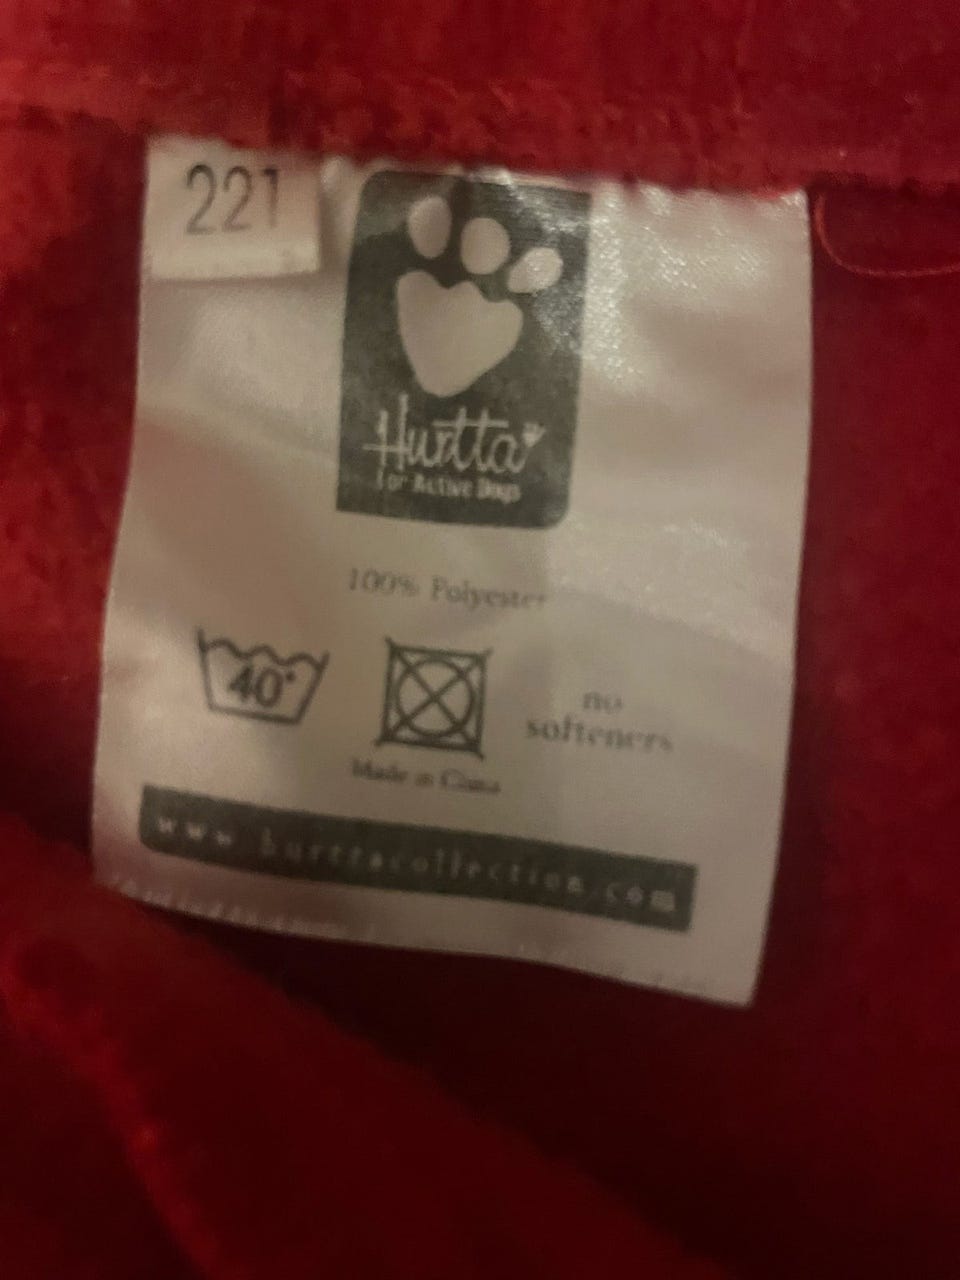 221
Hurtta
For Active Dogs
100% Polyester
40°
no
softeners
Made in China
www.hurttacollection.com